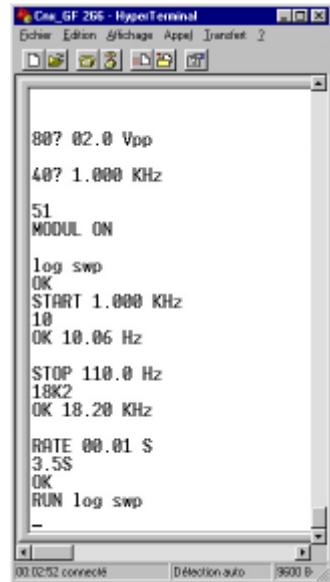 Cnx_GF 266 - HyperTerminal
Fichier Edition Affichage Appel Transfert ?
80? 02.0 Vpp
40? 1.000 KHz
51
MODUL ON
log swp
OK
START 1.000 KHz
10
OK 10.06 Hz
STOP 110.0 Hz
18K2
OK 18.20 KHz
RATE 00.01 S
3.5S
OK
RUN log swp
_
00:02:52 connecté Détection auto 9600 8-